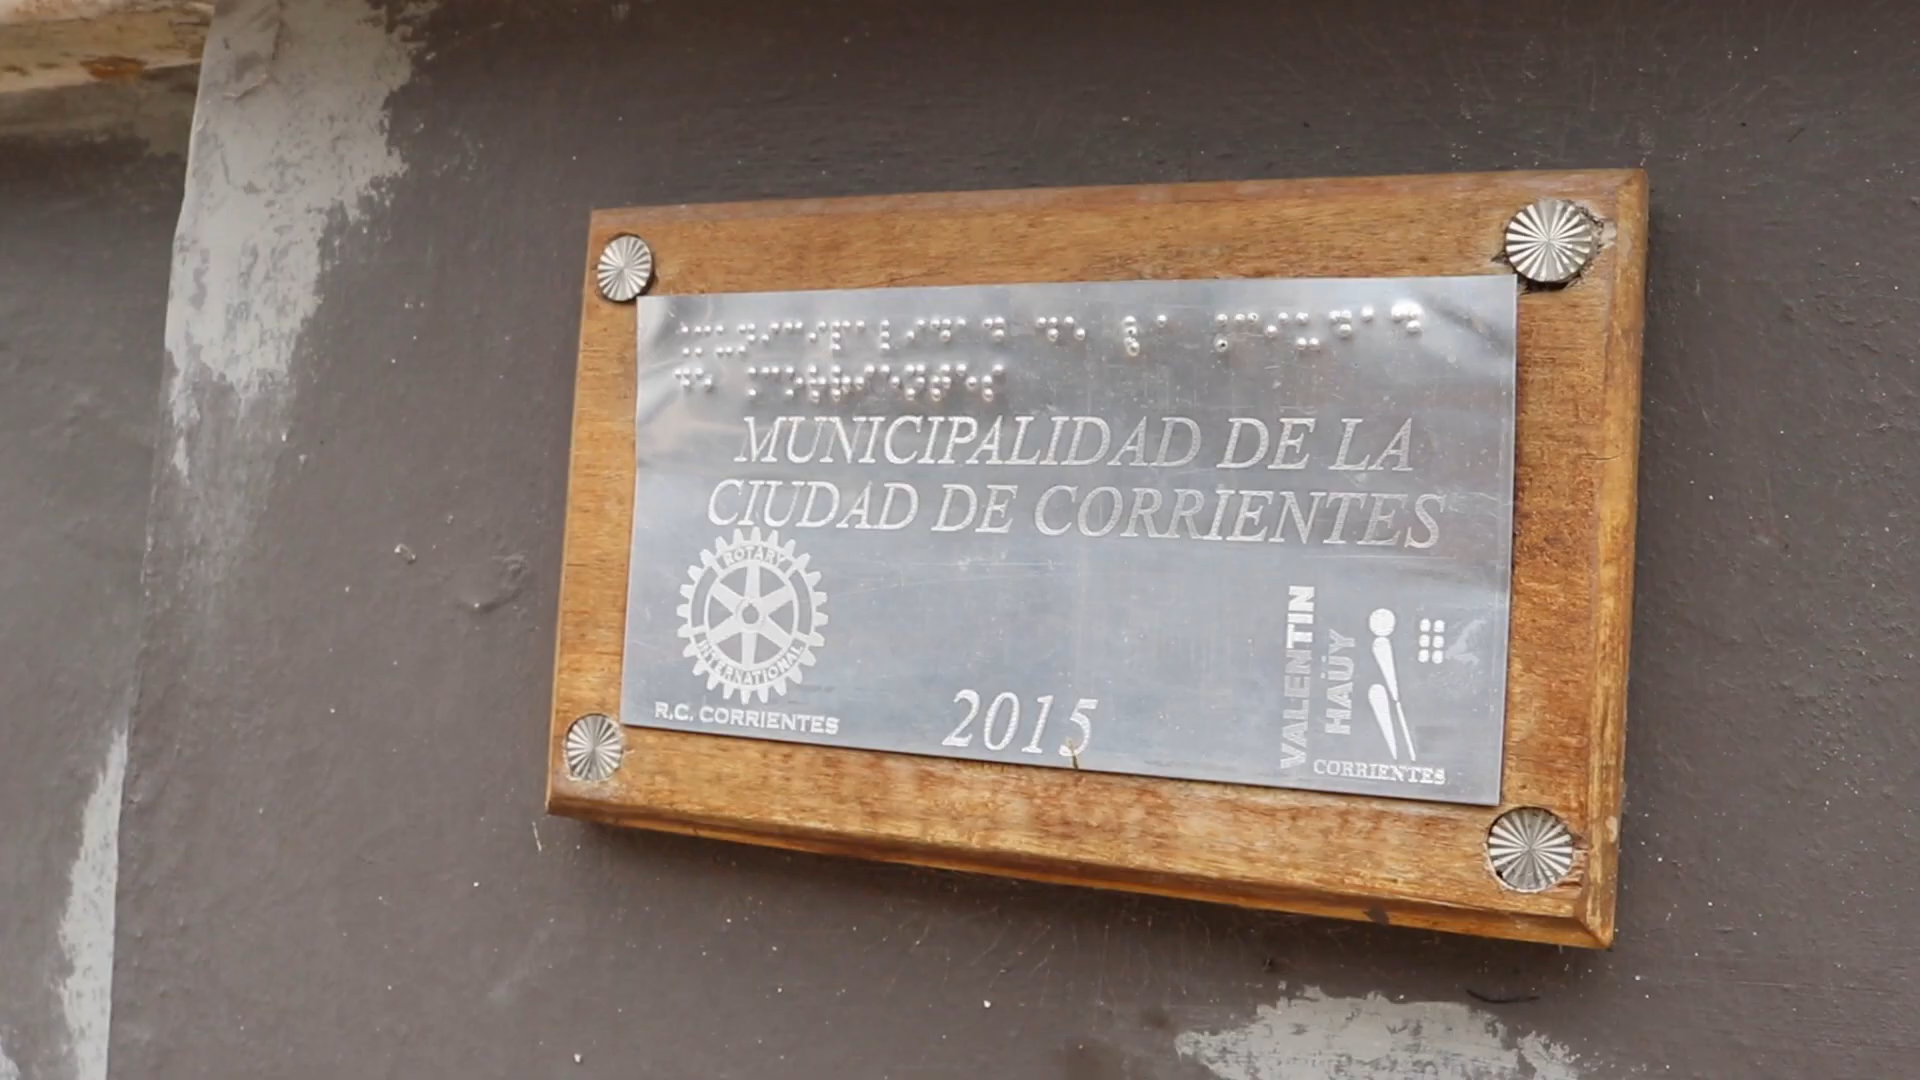 MUNICIPALIDAD DE LA
CIUDAD DE CORRIENTES
ROTARY
INTERNATIONAL
R.C. CORRIENTES
2015
VALENTIN
HAÜY
CORRIENTES